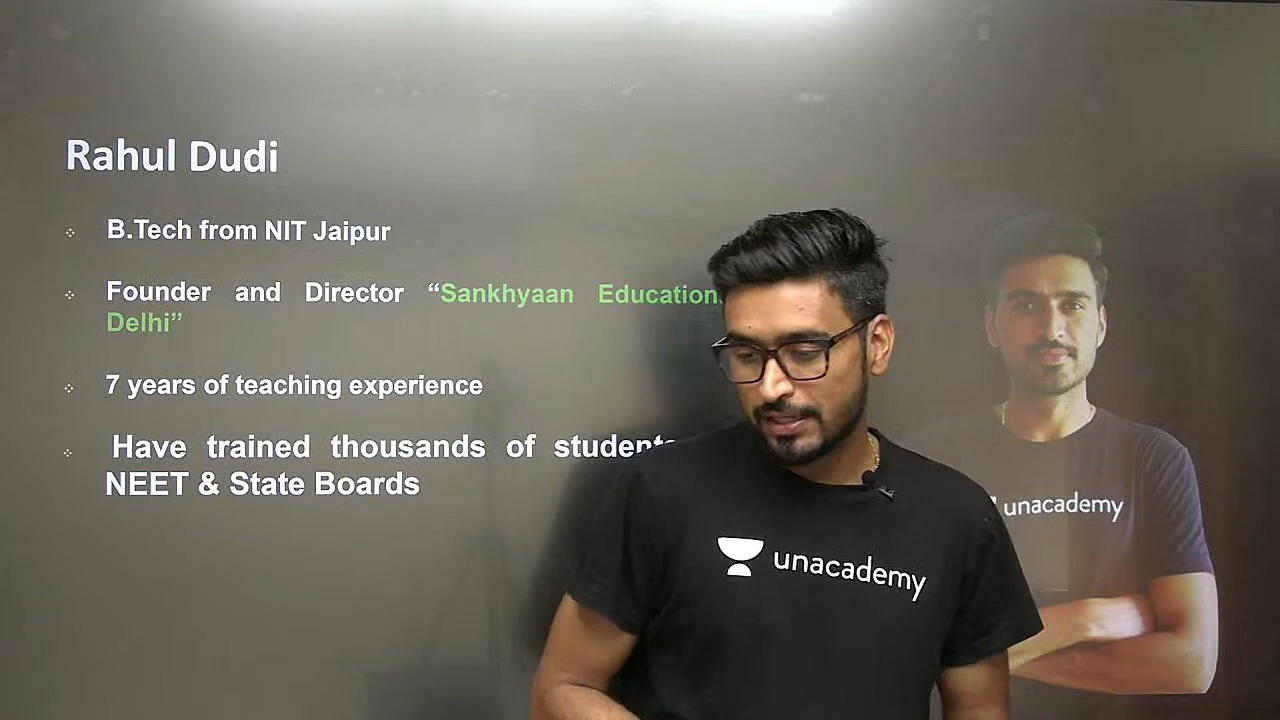 Rahul Dudi
B.Tech from NIT Jaipur
Founder and Director “Sankhyaan Education
Delhi”
7 years of teaching experience
Have trained thousands of students
NEET & State Boards
unacademy
unacademy